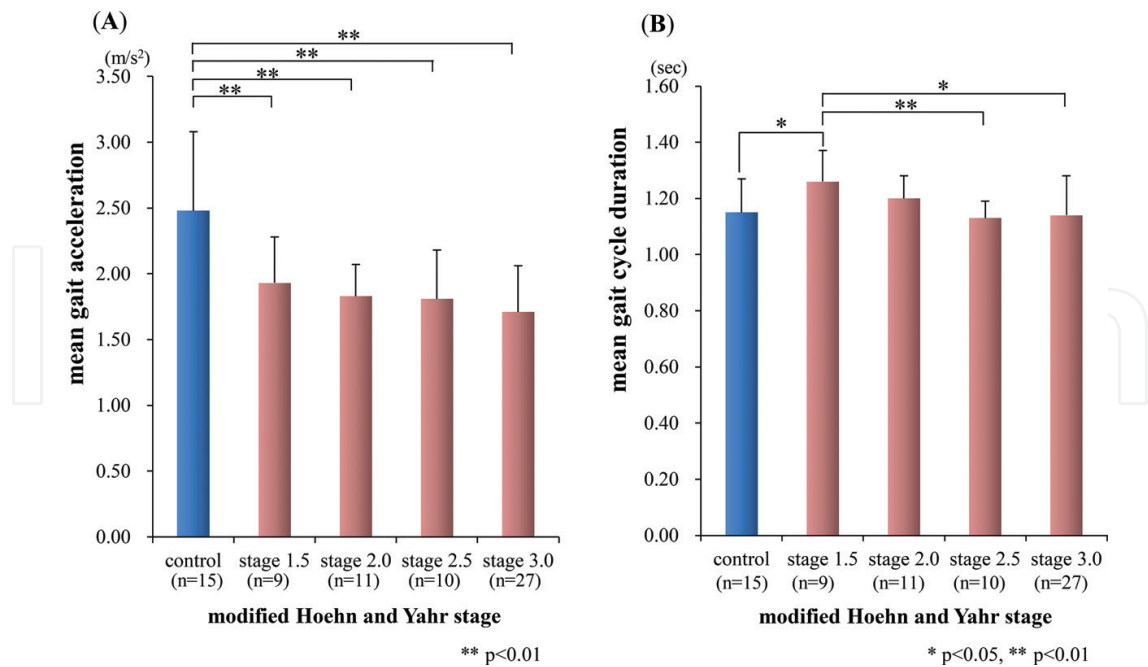 (A)
(m/s²)
**
**
**
**
3.50
3.00
2.50
2.00
1.50
1.00
0.50
0.00
mean gait acceleration
control stage 1.5 stage 2.0 stage 2.5 stage 3.0
(n=15) (n=9) (n=11) (n=10) (n=27)
modified Hoehn and Yahr stage
** p<0.01
(B)
(sec)
*
**
*
1.60
1.40
1.20
1.00
0.80
0.60
0.40
0.20
0.00
mean gait cycle duration
control stage 1.5 stage 2.0 stage 2.5 stage 3.0
(n=15) (n=9) (n=11) (n=10) (n=27)
modified Hoehn and Yahr stage
* p<0.05, ** p<0.01